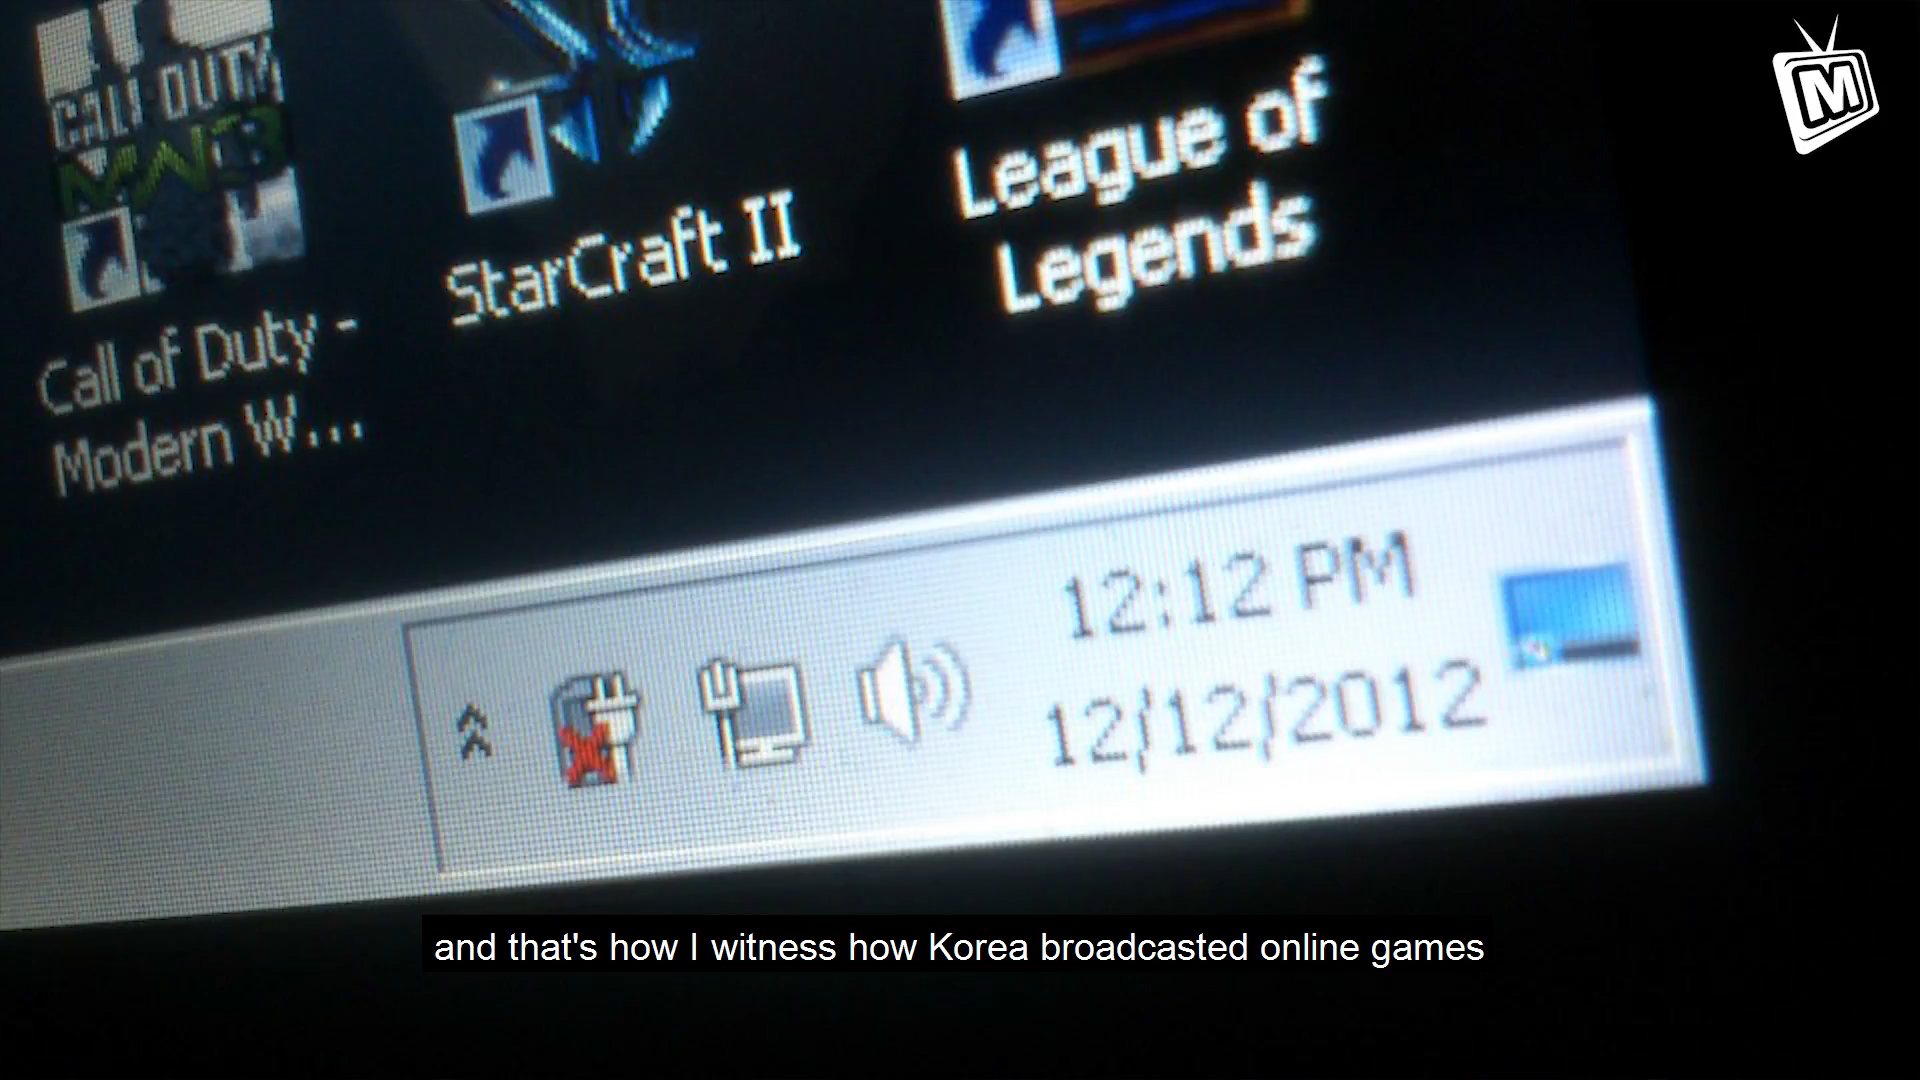 CALL OF DUTY
MW3
Call of Duty -
Modern W...
StarCraft II
League of
Legends
12:12 PM
12/12/2012
M
and that's how I witness how Korea broadcasted online games